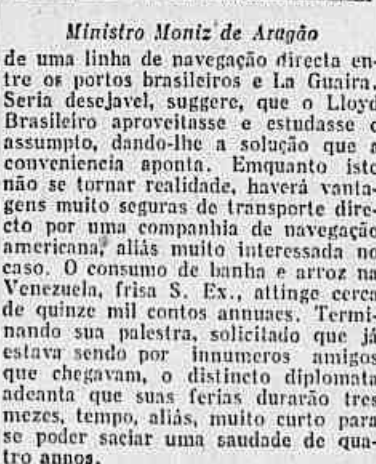 Ministro Moniz de Aragão
de uma linha de navegação directa en-
tre os portos brasileiros e La Guaira.
Seria desejavel, suggere, que o Lloyd
Brasileiro aproveitasse e estudasse o
assumpto, dando-lhe a solução que a
conveniencia aponta. Emquanto isto
não se tornar realidade, haverá vanta-
gens muito seguras de transporte dire-
cto por uma companhia de navegação
americana, aliás muito interessada no
caso. O consumo de banha e arroz na
Venezuela, frisa S. Ex., attinge cerca
de quinze mil contos annuaes. Termi-
nando sua palestra, solicitado que já
estava sendo por innumeros amigos
que chegavam, o distincto diplomata
adeanta que suas ferias durarão tres
mezes, tempo, aliás, muito curto para
se poder saciar uma saudade de qua-
tro annos.